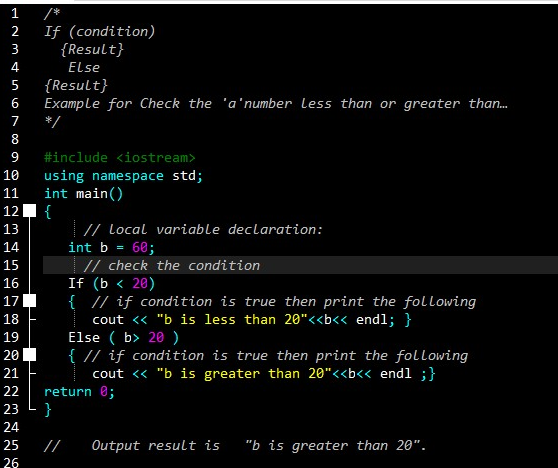 1 /*
2 If (condition)
3 {Result}
4 Else
5 {Result}
6 Example for Check the 'a'number less than or greater than…
7 */
8
9 #include <iostream>
10 using namespace std;
11 int main()
12 {
13 // local variable declaration:
14 int b = 60;
15 // check the condition
16 If (b < 20)
17 { // if condition is true then print the following
18 cout << "b is less than 20"<<b<< endl; }
19 Else ( b> 20 )
20 { // if condition is true then print the following
21 cout << "b is greater than 20"<<b<< endl ;}
22 return 0;
23 }
24
25 // Output result is "b is greater than 20".
26